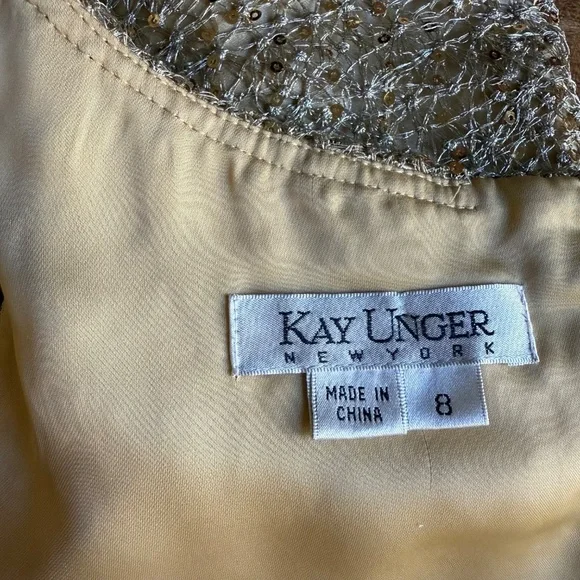 KAY UNGER
NEW YORK
MADE IN
CHINA
8